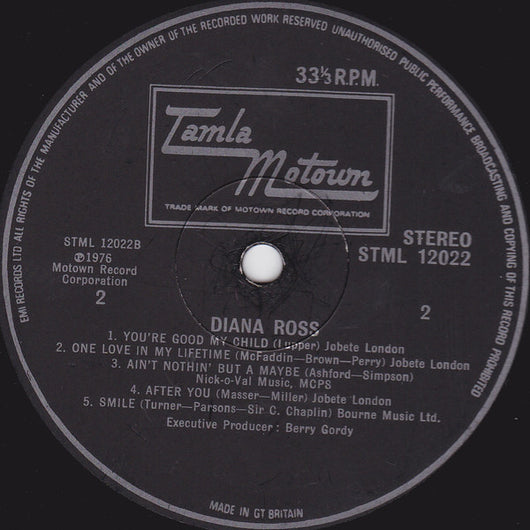 EMI RECORDS LTD ALL RIGHTS OF THE MANUFACTURER AND OF THE OWNER OF THE RECORDED WORK RESERVED UNAUTHORISED PUBLIC PERFORMANCE BROADCASTING AND COPYING OF THIS RECORD PROHIBITED
33⅓ R.P.M.
Tamla
Motown
TRADE MARK OF MOTOWN RECORD CORPORATION
STML 12022B
℗1976
Motown Record
Corporation
2
STEREO
STML 12022
2
DIANA ROSS
1. YOU'RE GOOD MY CHILD (Lupper) Jobete London
2. ONE LOVE IN MY LIFETIME (McFaddin—Brown—Perry) Jobete London
3. AIN'T NOTHIN' BUT A MAYBE (Ashford—Simpson)
Nick-o-Val Music, MCPS
4. AFTER YOU (Masser—Miller) Jobete London
5. SMILE (Turner—Parsons—Sir C. Chaplin) Bourne Music Ltd.
Executive Producer: Berry Gordy
MADE IN GT BRITAIN